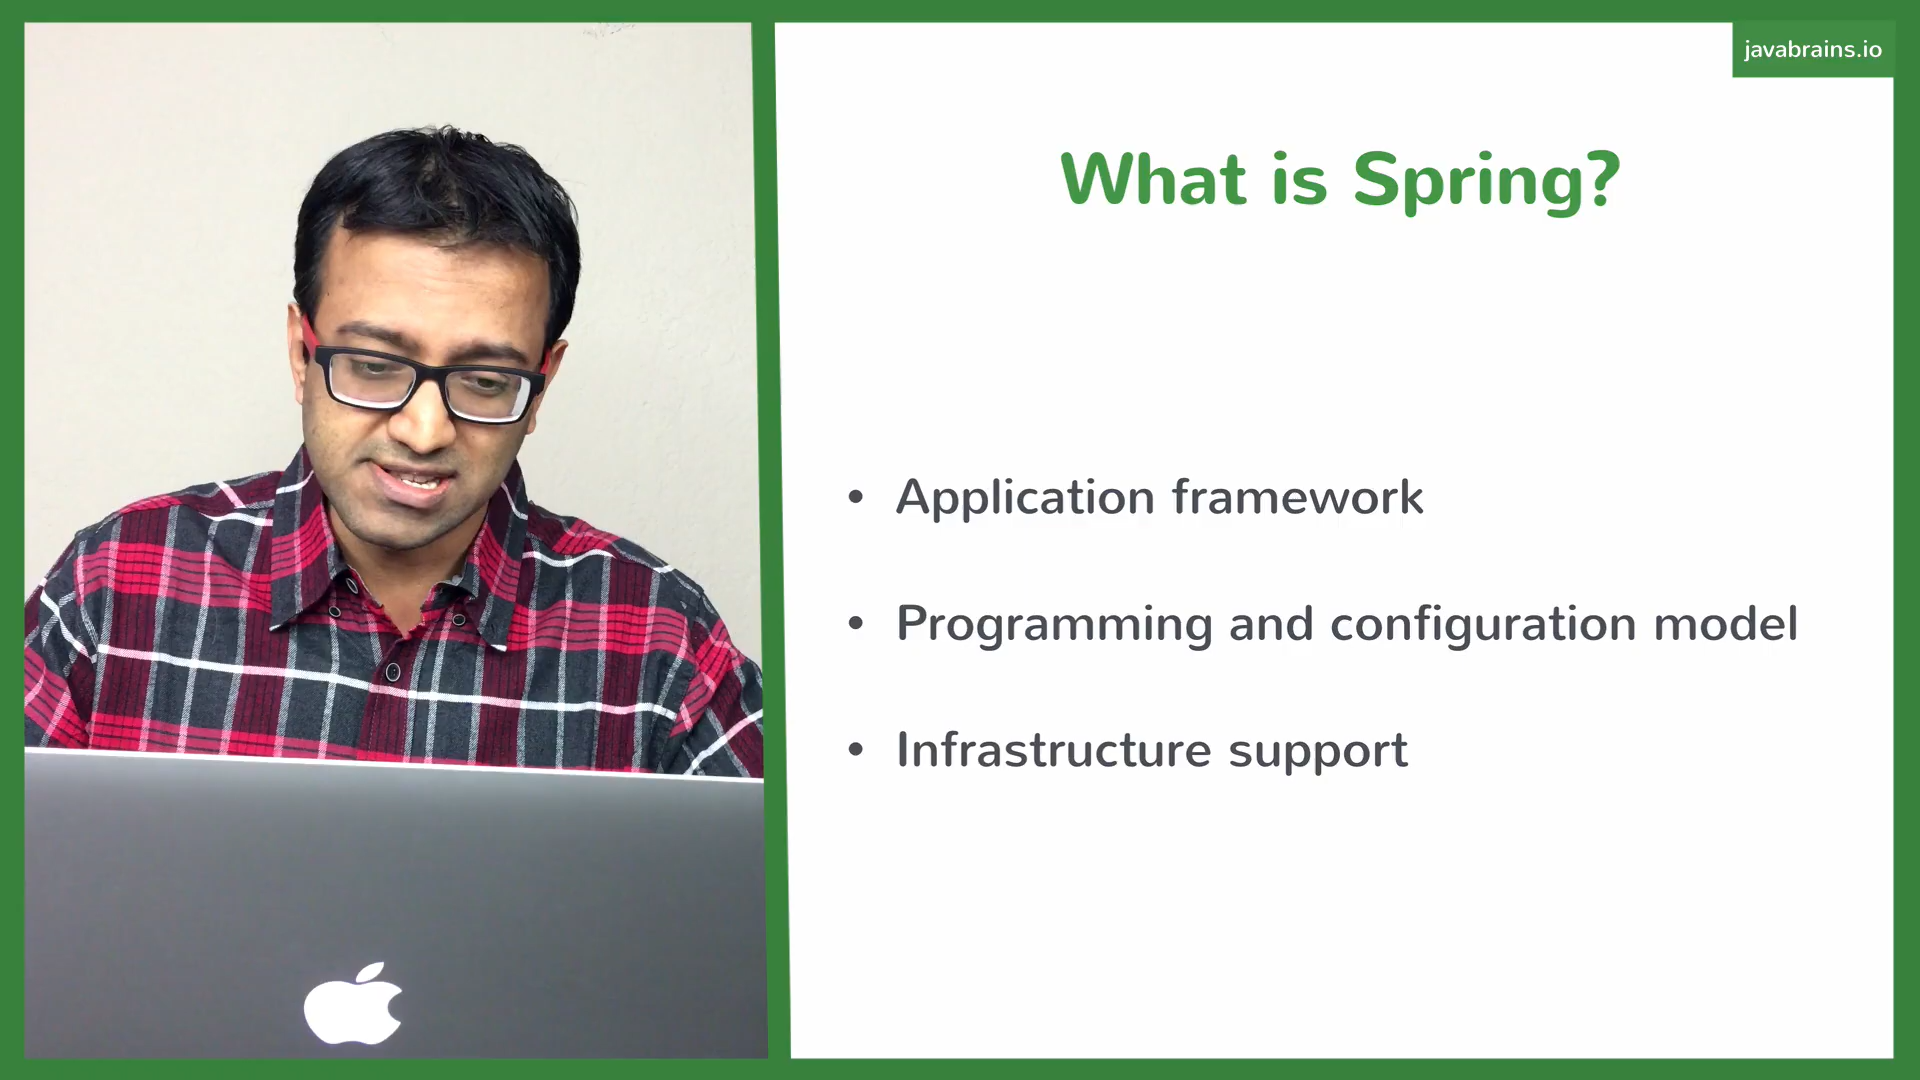 javabrains.io
What is Spring?
• Application framework
• Programming and configuration model
• Infrastructure support